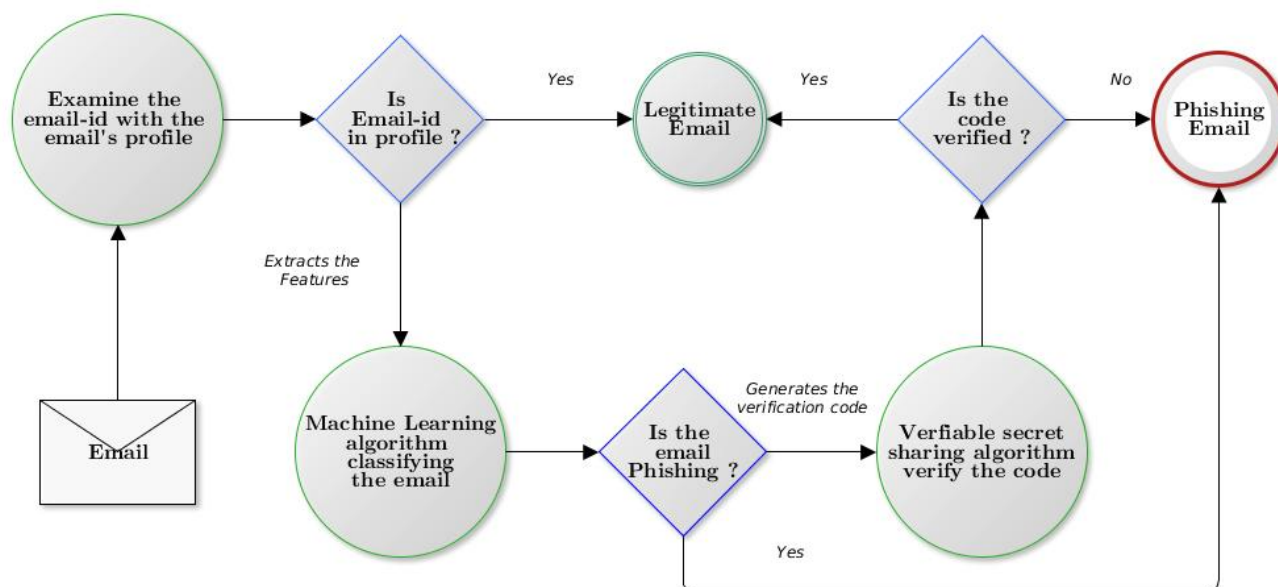 Examine the
email-id with the
email's profile
Is
Email-id
in profile ?
Yes
Legitimate
Email
Yes
Is the
code
verified ?
No
Phishing
Email
Extracts the
Features
Email
Machine Learning
algorithm
classifying
the email
Is the
email
Phishing ?
Generates the
verification code
Verfiable secret
sharing algorithm
verify the code
Yes